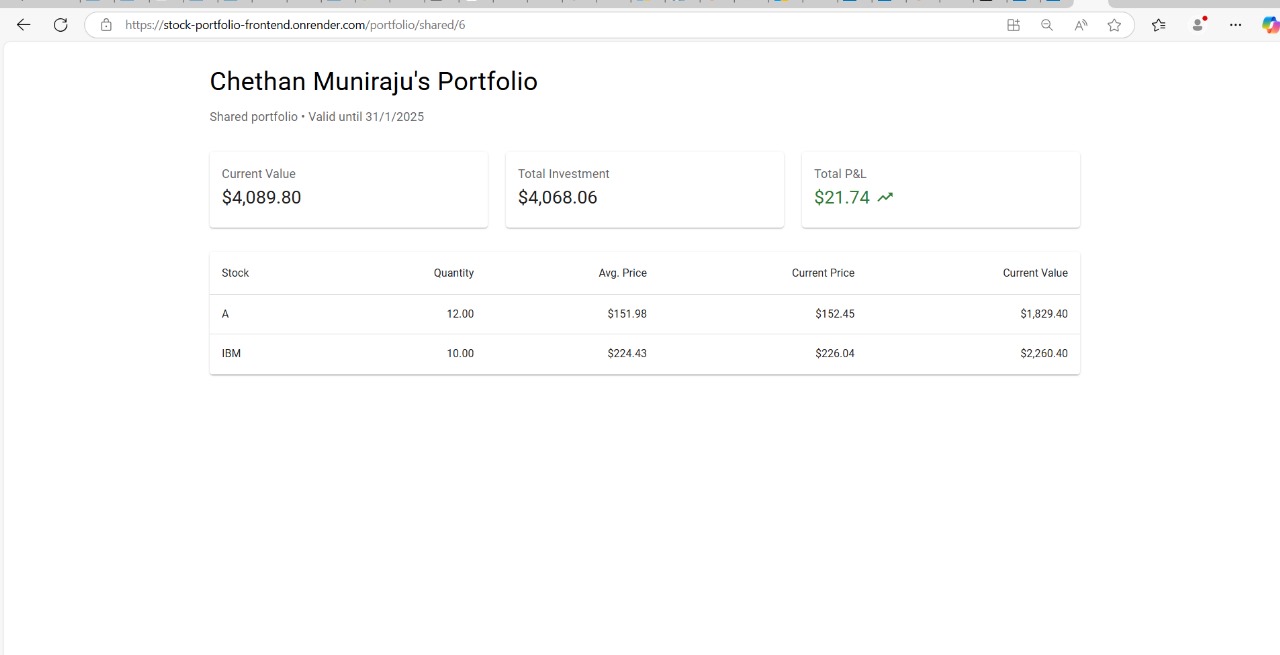 https://stock-portfolio-frontend.onrender.com/portfolio/shared/6
Chethan Muniraju's Portfolio
Shared portfolio • Valid until 31/1/2025
Current Value Total Investment Total P&L
$4,089.80 $4,068.06 $21.74
Stock Quantity Avg. Price Current Price Current Value
A 12.00 $151.98 $152.45 $1,829.40
IBM 10.00 $224.43 $226.04 $2,260.40